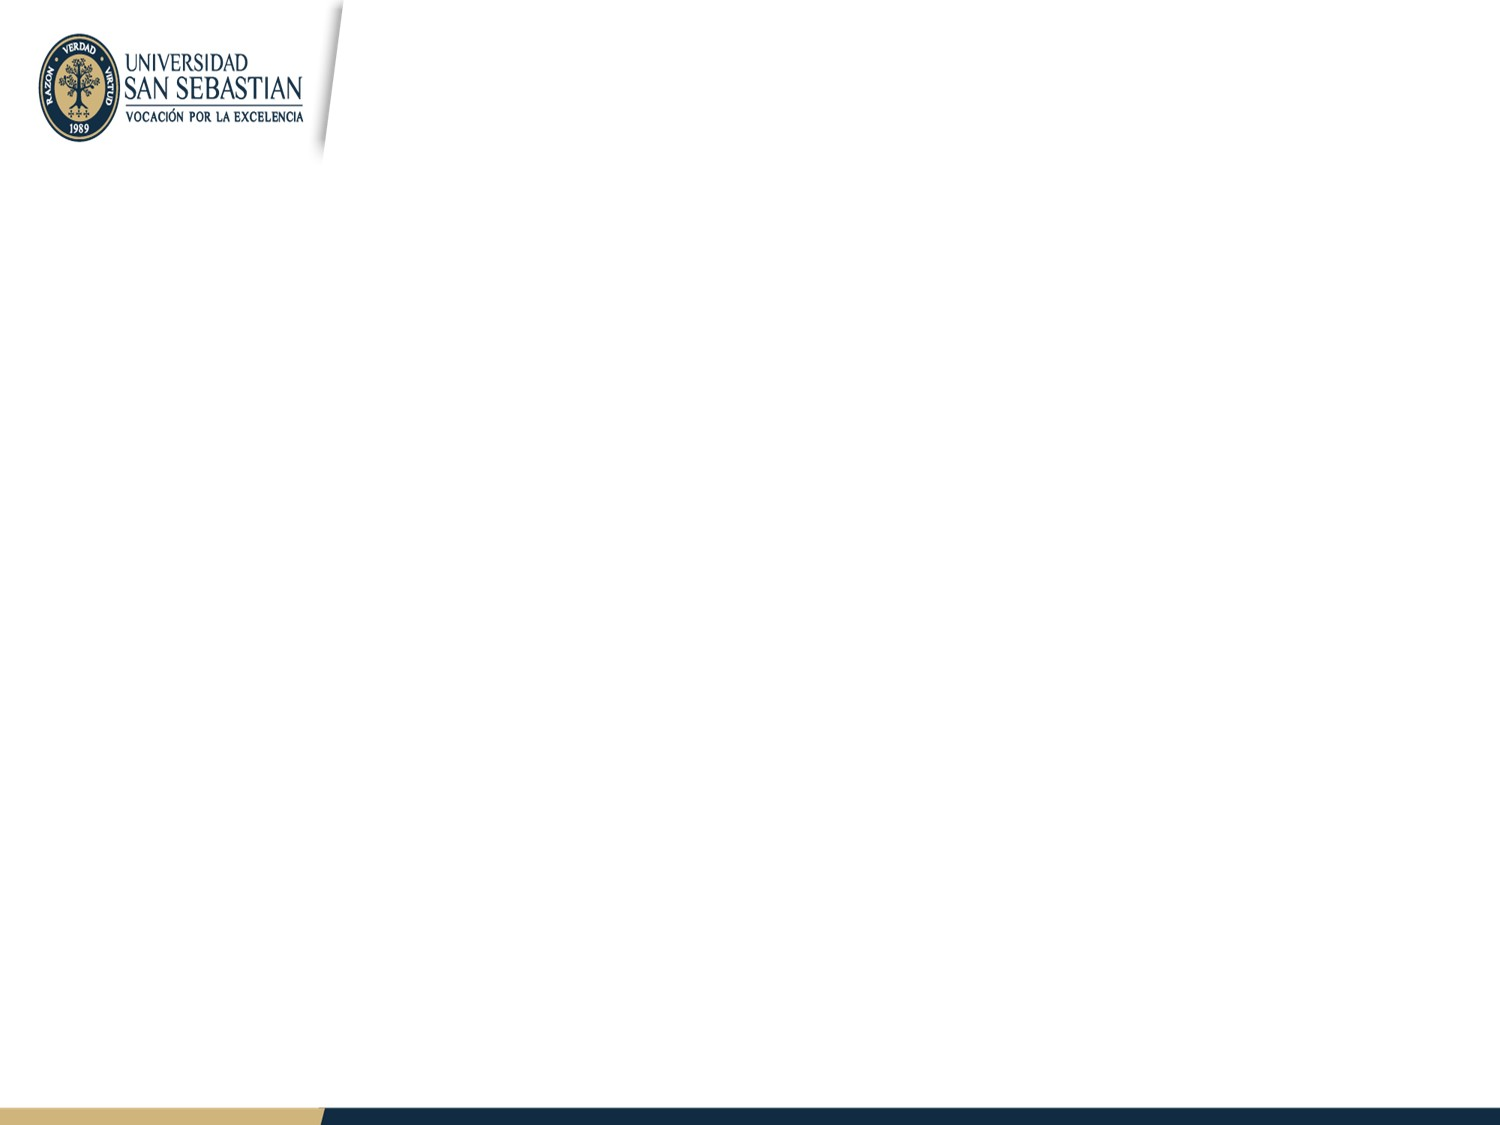 VERDAD
RAZON
VIRTUD
1989
UNIVERSIDAD
SAN SEBASTIAN
VOCACIÓN POR LA EXCELENCIA